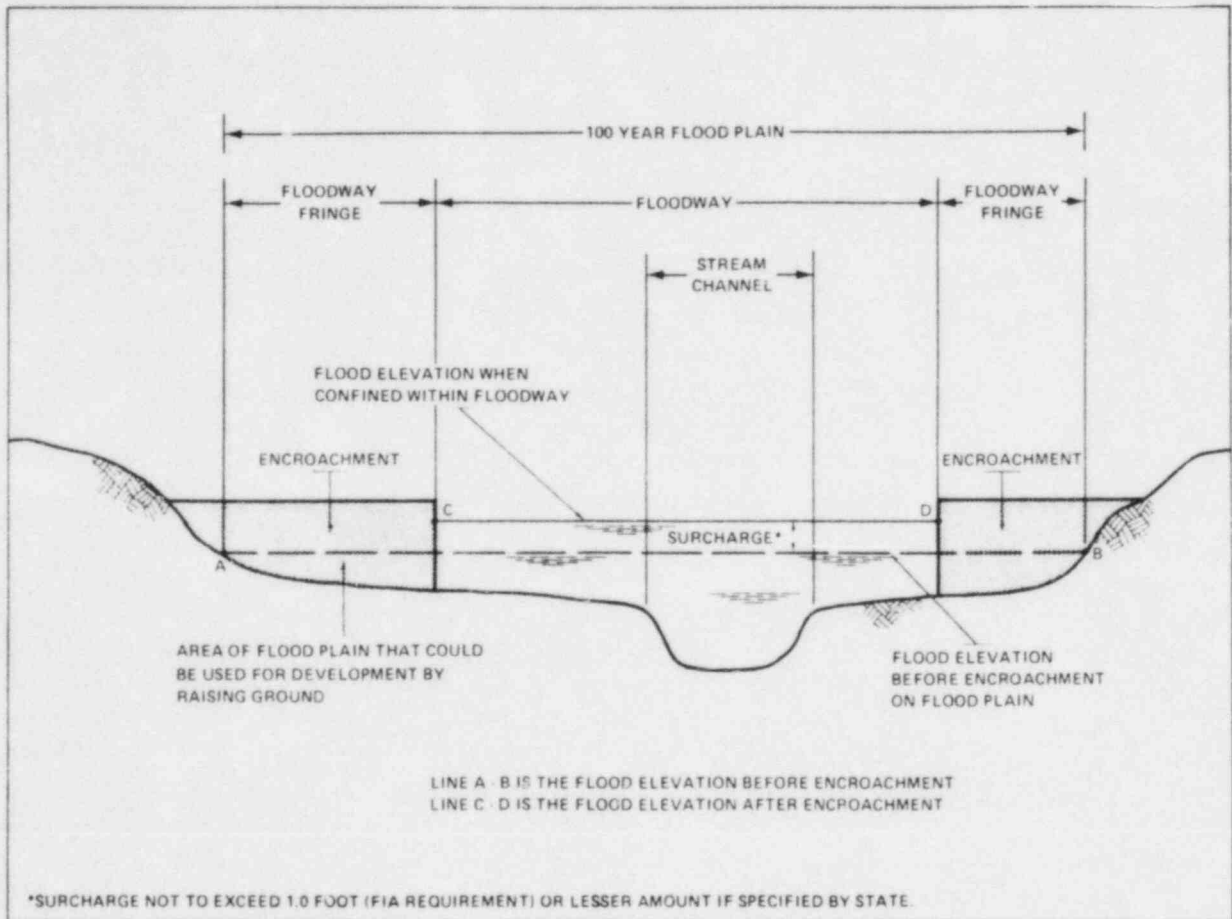 100 YEAR FLOOD PLAIN
FLOODWAY
FRINGE
FLOODWAY
FLOODWAY
FRINGE
STREAM
CHANNEL
FLOOD ELEVATION WHEN
CONFINED WITHIN FLOODWAY
ENCROACHMENT
ENCROACHMENT
C
D
SURCHARGE*
A
B
AREA OF FLOOD PLAIN THAT COULD
BE USED FOR DEVELOPMENT BY
RAISING GROUND
FLOOD ELEVATION
BEFORE ENCROACHMENT
ON FLOOD PLAIN
LINE A - B IS THE FLOOD ELEVATION BEFORE ENCROACHMENT
LINE C - D IS THE FLOOD ELEVATION AFTER ENCROACHMENT
*SURCHARGE NOT TO EXCEED 1.0 FOOT (FIA REQUIREMENT) OR LESSER AMOUNT IF SPECIFIED BY STATE.